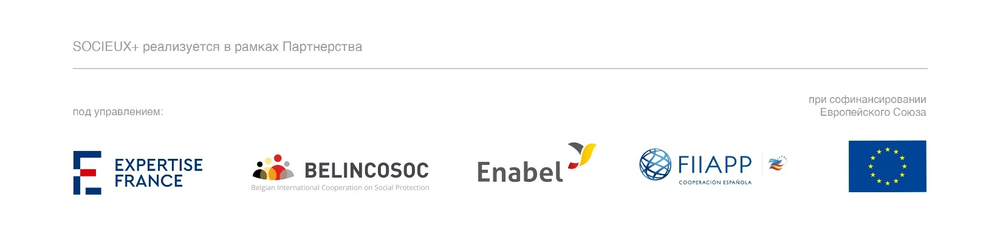 SOCIEUX+ реализуется в рамках Партнерства
под управлением:
при софинансировании
Европейского Союза
EXPERTISE
FRANCE
BELINCOSOC
Belgian International Cooperation on Social Protection
Enabel
FIIAPP
COOPERACIÓN ESPAÑOLA